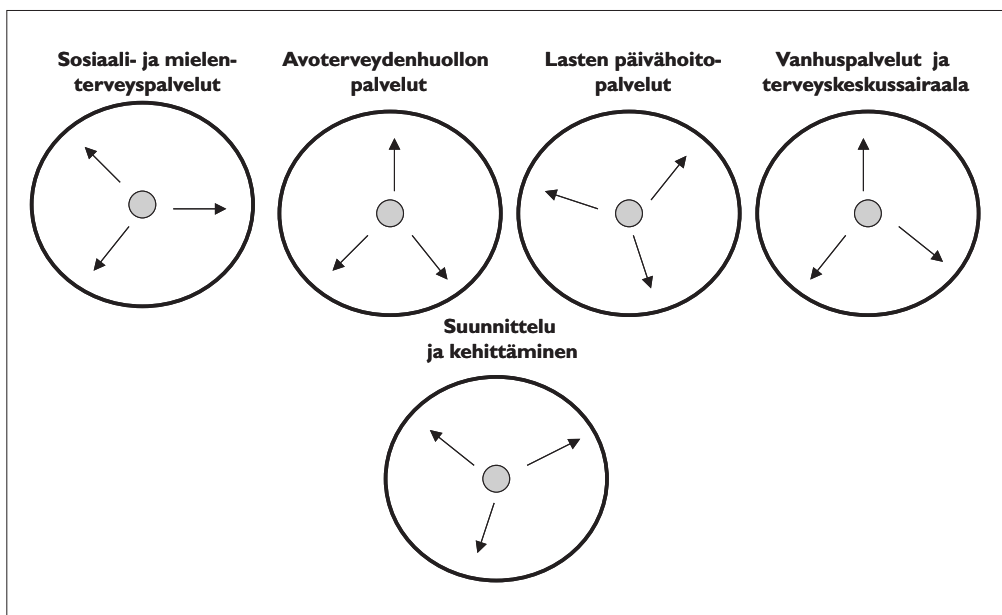 Sosiaali- ja mielen-
terveyspalvelut
Avoterveydenhuollon
palvelut
Lasten päivähoito-
palvelut
Vanhuspalvelut ja
terveyskeskussairaala
Suunnittelu
ja kehittäminen